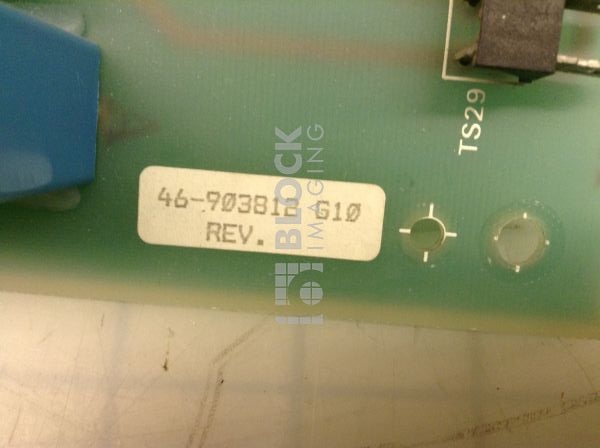 TS29
46-903812 G10
REV.
BLOCK
IMAGING